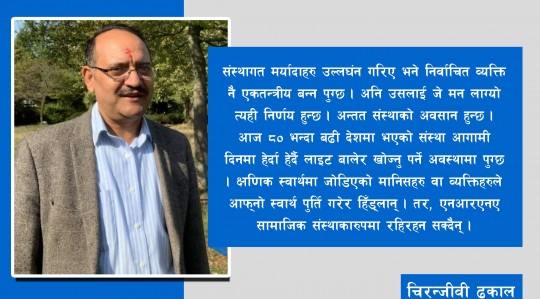 संस्थागत मर्यादाहरु उल्लघंन गरिए भने निर्वाचित व्यक्ति
नै एकतन्त्रीय बन्न पुग्छ । अनि उसलाई जे मन लाग्यो
त्यही निर्णय हुन्छ । अन्तत संस्थाको अवसान हुन्छ ।
आज ८० भन्दा बढी देशमा भएको संस्था आगामी
दिनमा हेर्दा हेर्दै लाइट बालेर खोज्नु पर्ने अवस्थामा पुग्छ
। क्षणिक स्वार्थमा जोडिएको मानिसहरु वा व्यक्तिहरुले
आफ्नो स्वार्थ पुर्ति गरेर हिँड्लान् । तर, एनआरएनए
सामाजिक संस्थाकारुपमा रहिरहन सक्दैन् ।
चिरन्जीवी ढकाल